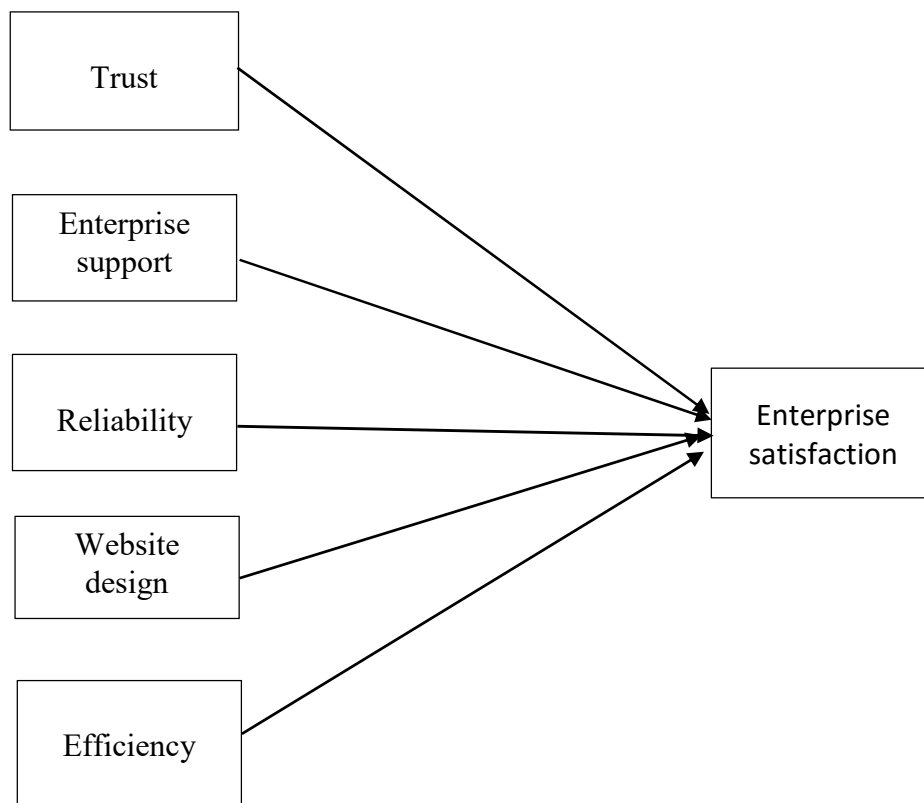 Trust
Enterprise
support
Reliability
Enterprise
satisfaction
Website
design
Efficiency